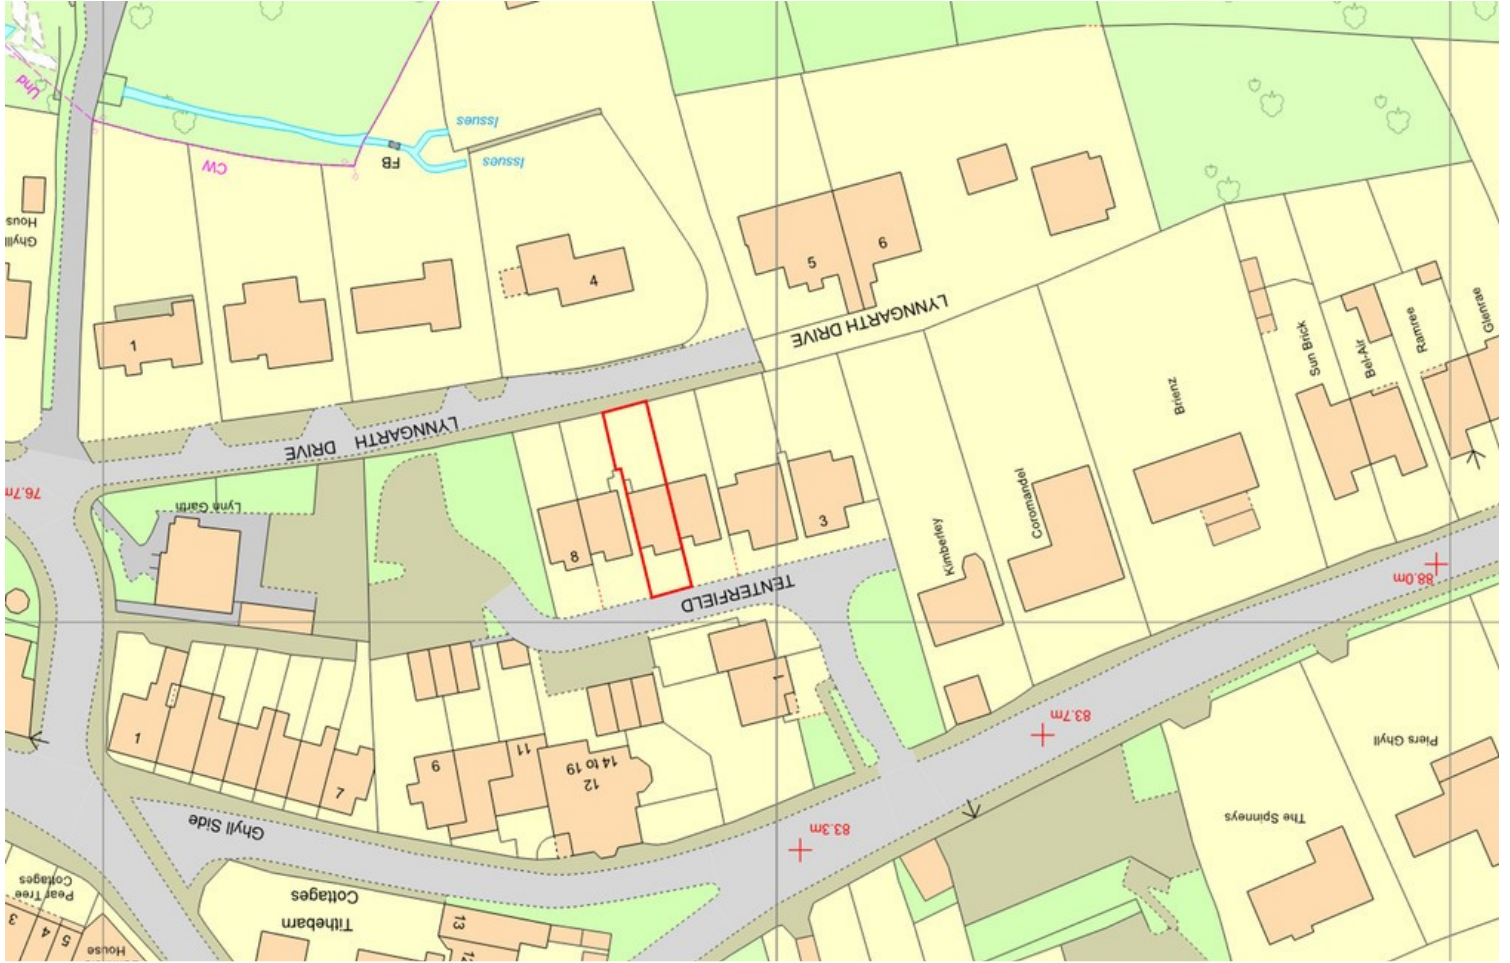 Und
CW
FB
Issues
Issues
Ghyll
House
1
4
5
6
LYNNGARTH DRIVE
LYNNGARTH DRIVE
76.7m
Lynn Garth
8
3
TENTERFIELD
Kimberley
Coromandel
Brienz
Sun Brick
Bel-Air
Ramree
Glenrae
88.0m
83.7m
83.3m
1
1
7
11
12
14 to 19
Ghyll Side
Piers Ghyll
The Spinneys
Pear Tree
Cottages
3
4
5
House
Tithebarn
Cottages
13